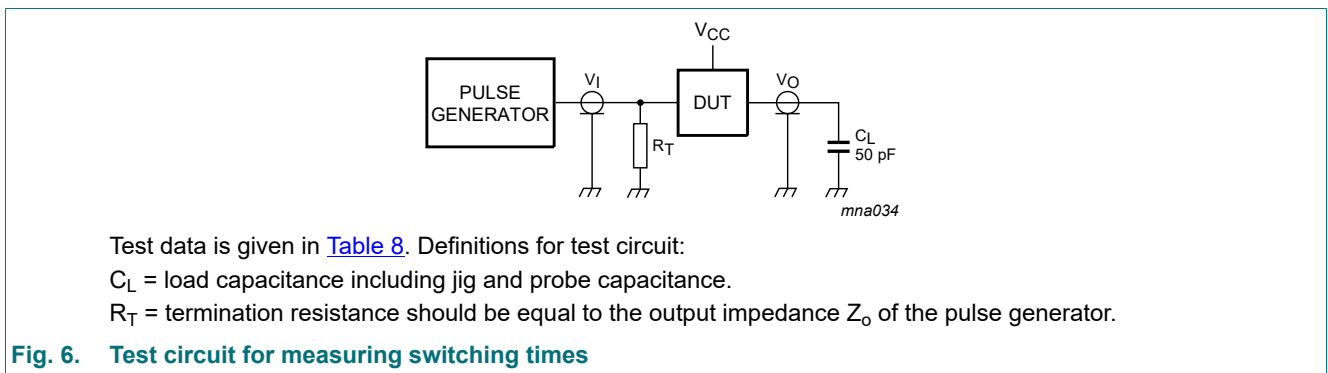 VCC
PULSE
GENERATOR
VI
DUT
VO
RT
CL
50 pF
mna034
Test data is given in Table 8. Definitions for test circuit:
CL = load capacitance including jig and probe capacitance.
RT = termination resistance should be equal to the output impedance Zo of the pulse generator.
Fig. 6. Test circuit for measuring switching times